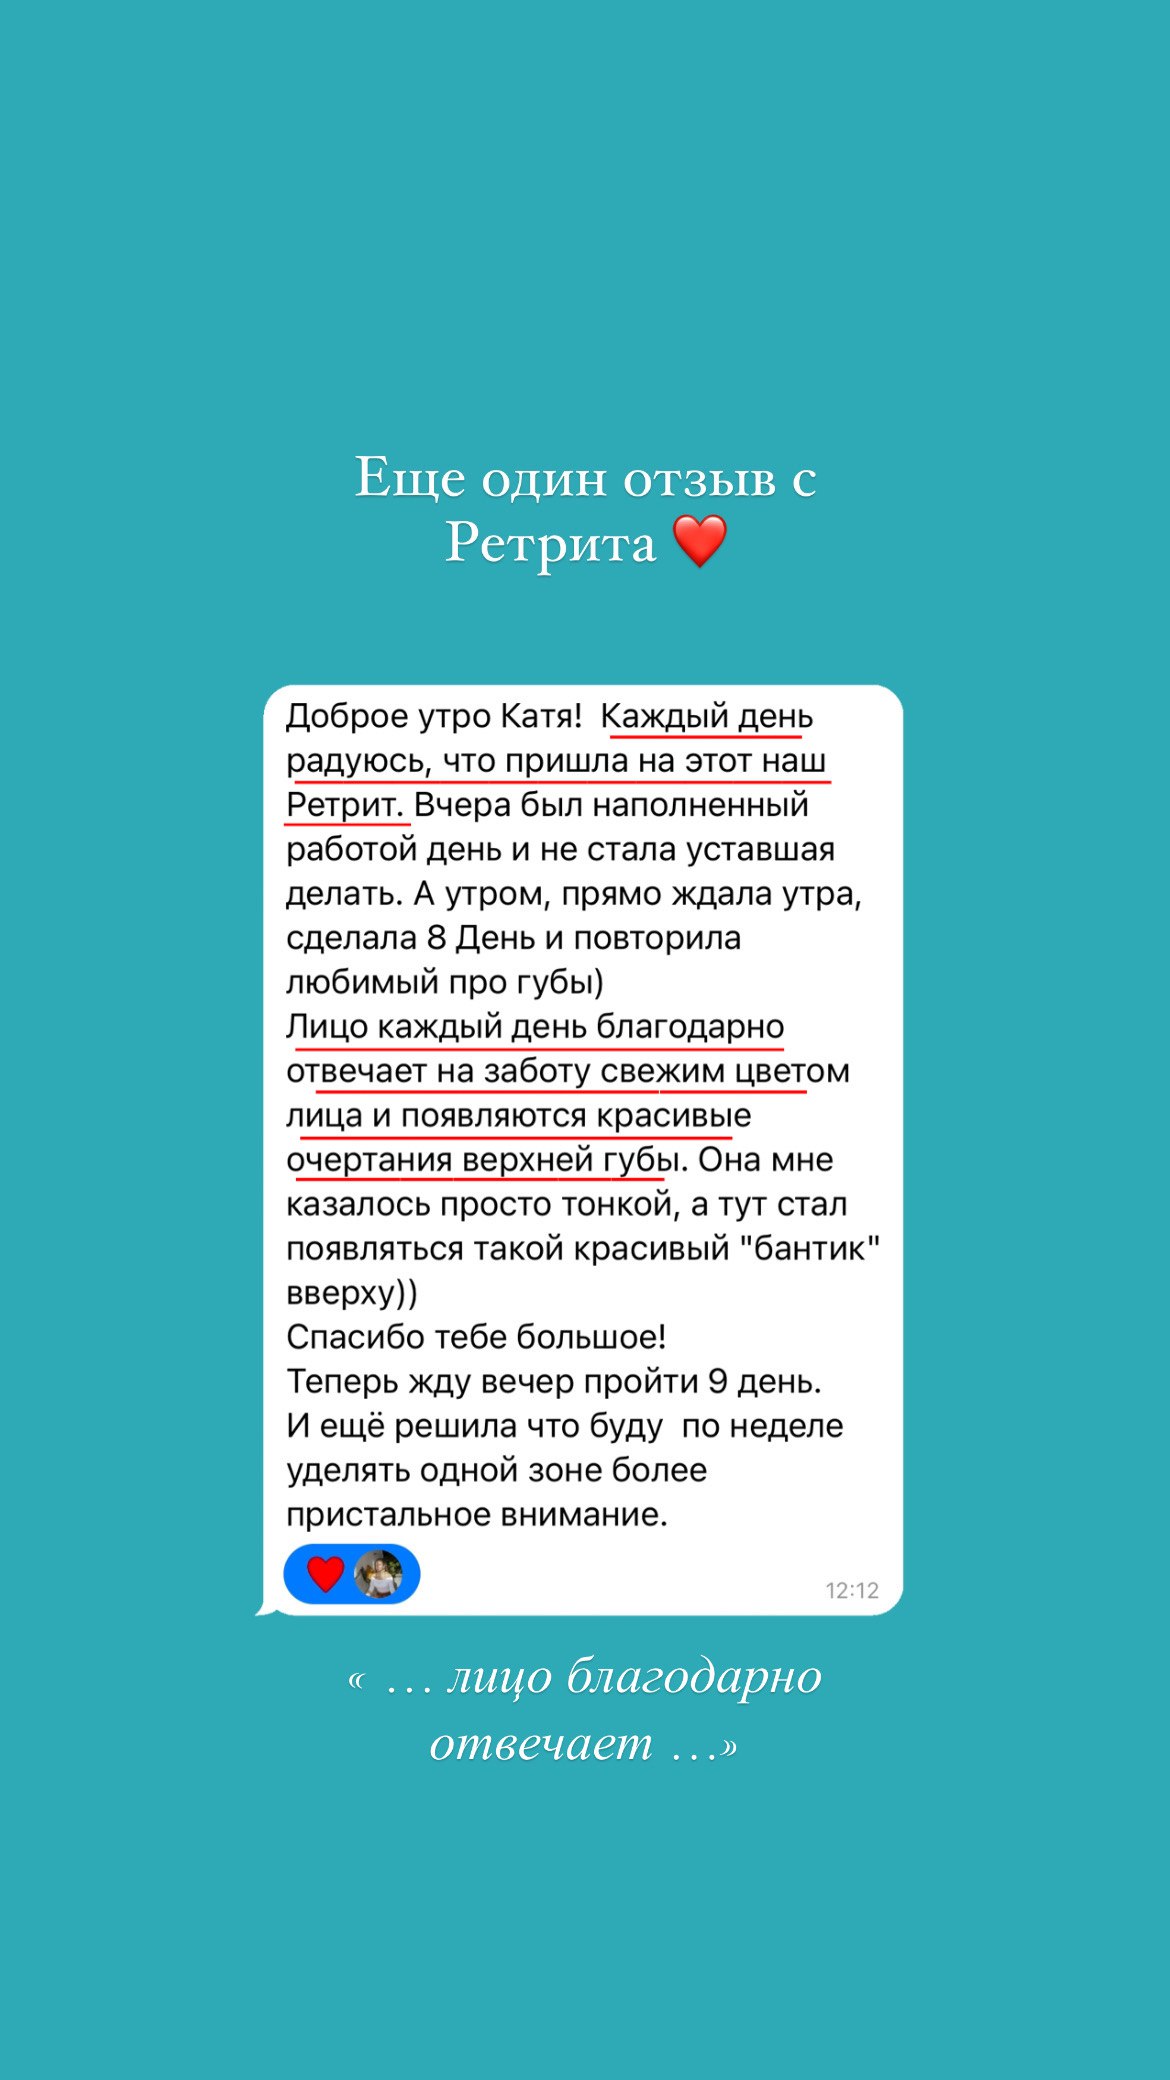 Еще один отзыв с
Ретрита ❤️
Доброе утро Катя!  Каждый день
радуюсь, что пришла на этот наш
Ретрит. Вчера был наполненный
работой день и не стала уставшая
делать. А утром, прямо ждала утра,
сделала 8 День и повторила
любимый про губы)
Лицо каждый день благодарно
отвечает на заботу свежим цветом
лица и появляются красивые
очертания верхней губы. Она мне
казалось просто тонкой, а тут стал
появляться такой красивый "бантик"
вверху))
Спасибо тебе большое!
Теперь жду вечер пройти 9 день.
И ещё решила что буду  по неделе
уделять одной зоне более
пристальное внимание.
12:12
« ... лицо благодарно
отвечает ...»